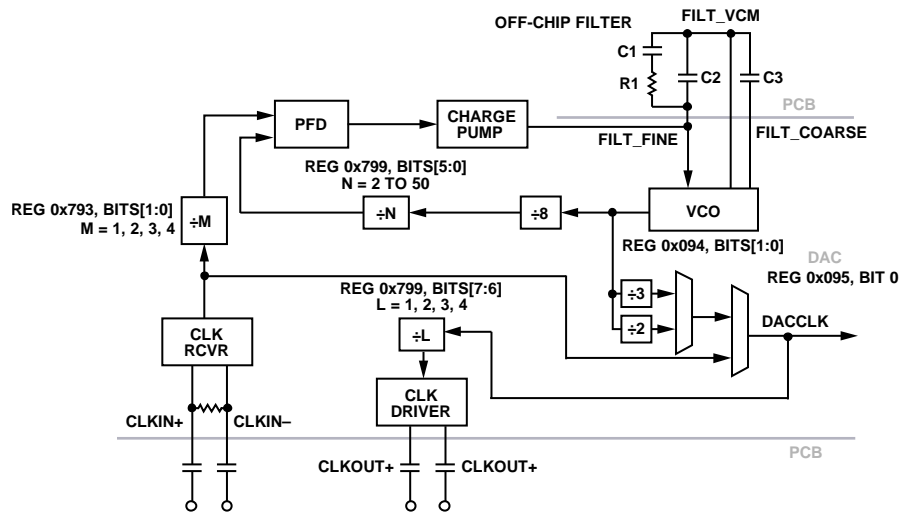 OFF-CHIP FILTER
FILT_VCM
C1
R1
C2
C3
PCB
PFD
CHARGE
PUMP
FILT_FINE
FILT_COARSE
REG 0x799, BITS[5:0]
N = 2 TO 50
REG 0x793, BITS[1:0]
M = 1, 2, 3, 4
÷M
÷N
÷8
VCO
REG 0x094, BITS[1:0]
DAC
REG 0x095, BIT 0
REG 0x799, BITS[7:6]
L = 1, 2, 3, 4
÷3
÷2
DACCLK
CLK
RCVR
÷L
CLK
DRIVER
CLKIN+
CLKIN–
PCB
CLKOUT+
CLKOUT+